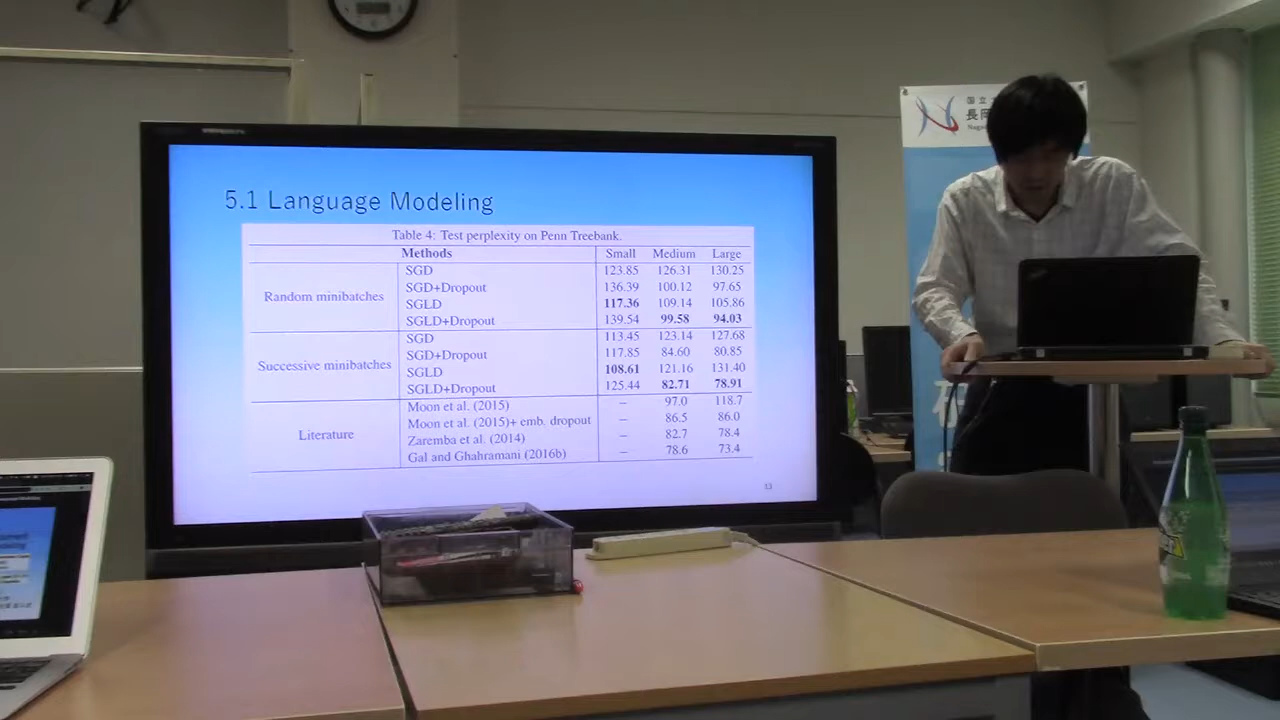 国立
長岡
5.1 Language Modeling
Table 4: Test perplexity on Penn Treebank.
Methods Small Medium Large
Random minibatches
SGD 123.85 126.31 130.25
SGD+Dropout 136.39 100.12 97.65
SGLD 117.36 109.14 105.86
SGLD+Dropout 139.54 99.58 94.03
Successive minibatches
SGD 113.45 123.14 127.68
SGD+Dropout 117.85 84.60 80.85
SGLD 108.61 121.16 131.40
SGLD+Dropout 125.44 82.71 78.91
Literature
Moon et al. (2015) – 97.0 118.7
Moon et al. (2015)+ emb. dropout – 86.5 86.0
Zaremba et al. (2014) – 82.7 78.4
Gal and Ghahramani (2016b) – 78.6 73.4
13